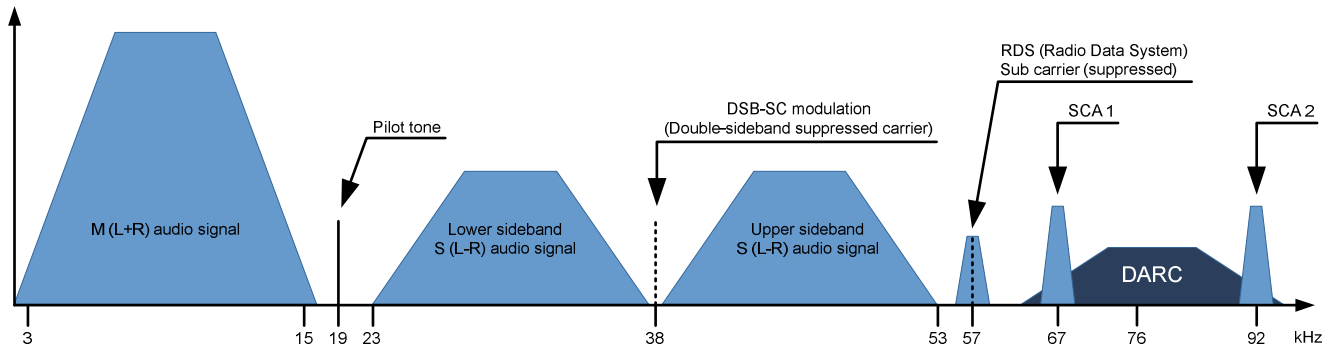 RDS (Radio Data System)
Sub carrier (suppressed)
DSB-SC modulation
(Double–sideband suppressed carrier)
SCA 1
SCA 2
Pilot tone
M (L+R) audio signal
Lower sideband
S (L-R) audio signal
Upper sideband
S (L-R) audio signal
DARC
3 15 19 23 38 53 57 67 76 92 kHz